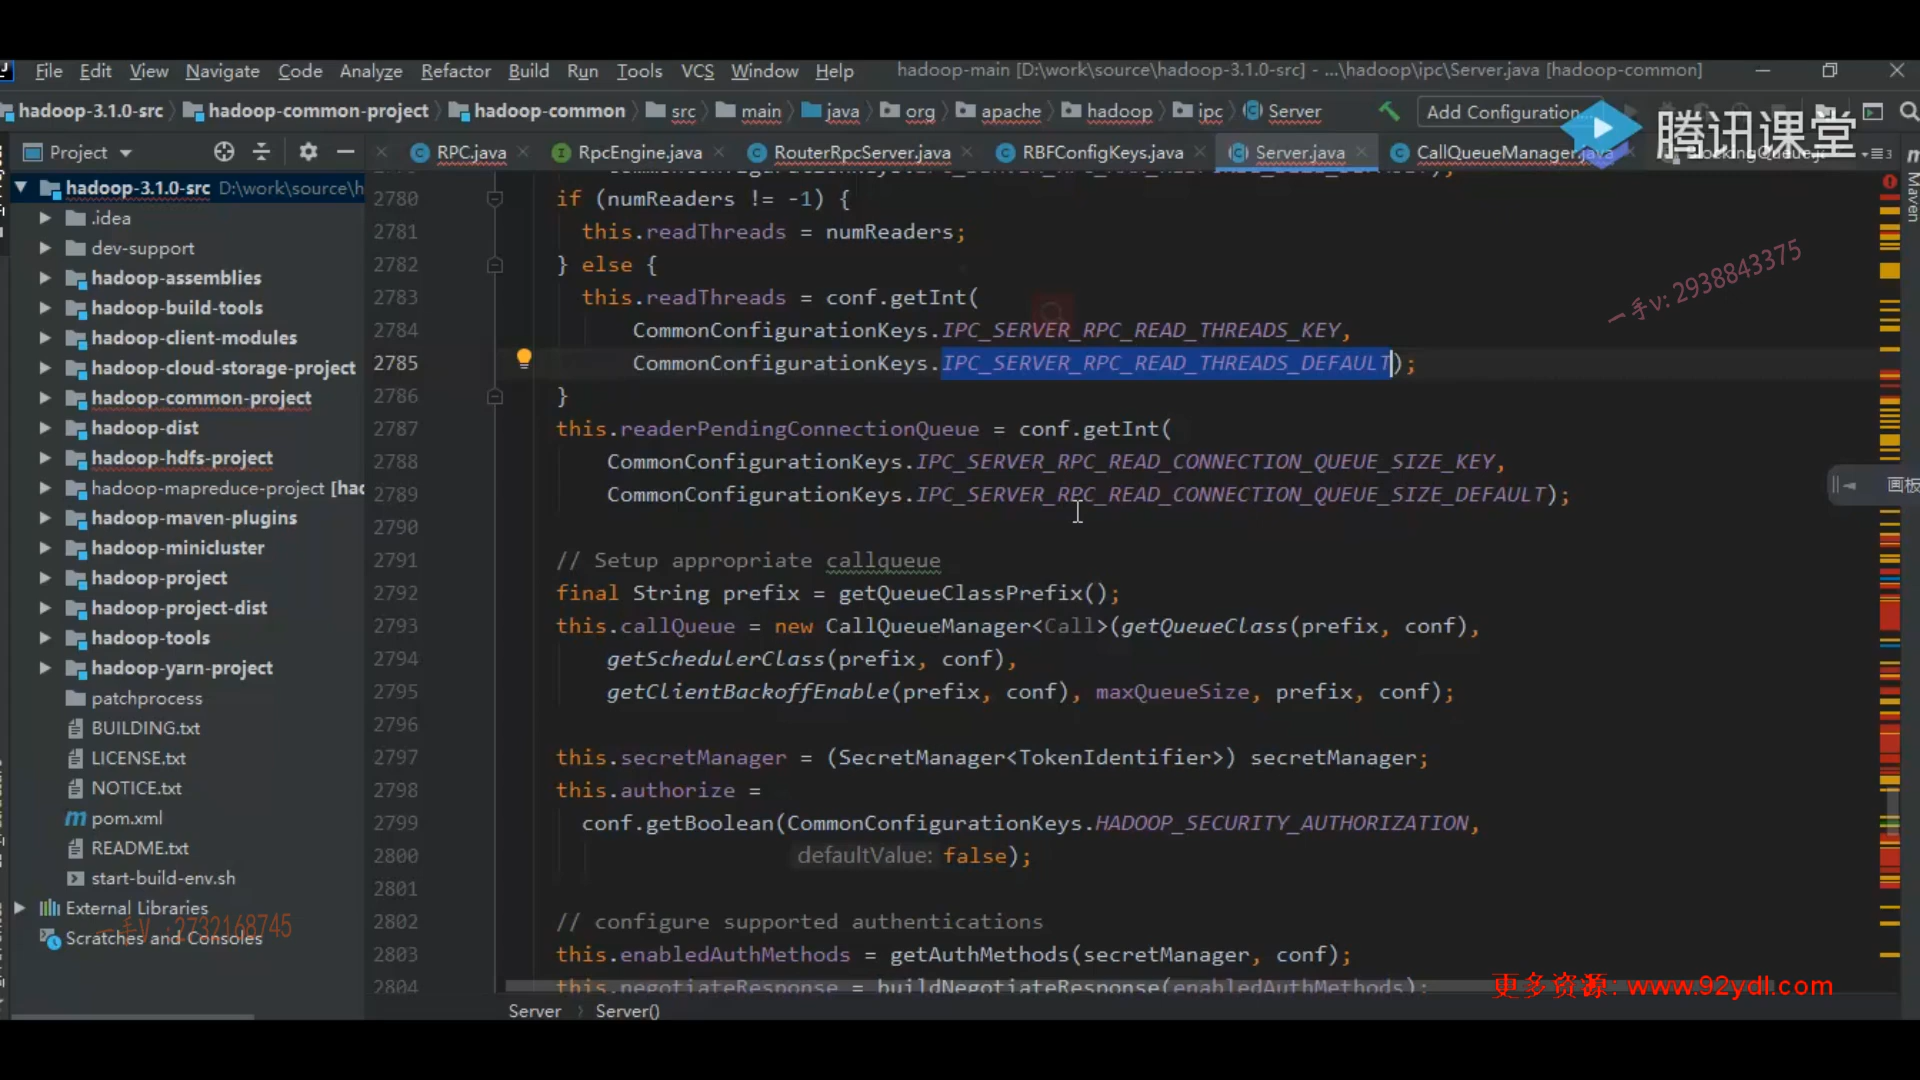 File Edit View Navigate Code Analyze Refactor Build Run Tools VCS Window Help hadoop-main [D:\work\source\hadoop-3.1.0-src] - ...\hadoop\ipc\Server.java [hadoop-common]
hadoop-3.1.0-src hadoop-common-project hadoop-common src main java org apache hadoop ipc Server Add Configuration...
腾讯课堂
Project RPC.java RpcEngine.java RouterRpcServer.java RBFConfigKeys.java Server.java CallQueueManager.java
Maven
hadoop-3.1.0-src D:\work\source\h
.idea
dev-support
hadoop-assemblies
hadoop-build-tools
hadoop-client-modules
hadoop-cloud-storage-project
hadoop-common-project
hadoop-dist
hadoop-hdfs-project
hadoop-mapreduce-project [had
hadoop-maven-plugins
hadoop-minicluster
hadoop-project
hadoop-project-dist
hadoop-tools
hadoop-yarn-project
patchprocess
BUILDING.txt
LICENSE.txt
NOTICE.txt
pom.xml
README.txt
start-build-env.sh
External Libraries
Scratches and Consoles
一手v:2732168745
2780 if (numReaders != -1) {
2781 this.readThreads = numReaders;
2782 } else {
2783 this.readThreads = conf.getInt(
2784 CommonConfigurationKeys.IPC_SERVER_RPC_READ_THREADS_KEY,
2785 CommonConfigurationKeys.IPC_SERVER_RPC_READ_THREADS_DEFAULT);
2786 }
2787 this.readerPendingConnectionQueue = conf.getInt(
2788 CommonConfigurationKeys.IPC_SERVER_RPC_READ_CONNECTION_QUEUE_SIZE_KEY,
2789 CommonConfigurationKeys.IPC_SERVER_RPC_READ_CONNECTION_QUEUE_SIZE_DEFAULT);
2790
2791 // Setup appropriate callqueue
2792 final String prefix = getQueueClassPrefix();
2793 this.callQueue = new CallQueueManager<Call>(getQueueClass(prefix, conf),
2794 getSchedulerClass(prefix, conf),
2795 getClientBackoffEnable(prefix, conf), maxQueueSize, prefix, conf);
2796
2797 this.secretManager = (SecretManager<TokenIdentifier>) secretManager;
2798 this.authorize =
2799 conf.getBoolean(CommonConfigurationKeys.HADOOP_SECURITY_AUTHORIZATION,
2800 defaultValue: false);
2801
2802 // configure supported authentications
2803 this.enabledAuthMethods = getAuthMethods(secretManager, conf);
2804 this.negotiateResponse = buildNegotiateResponse(enabledAuthMethods);
一手v:2938843375
画板
更多资源: www.92ydl.com
Server Server()